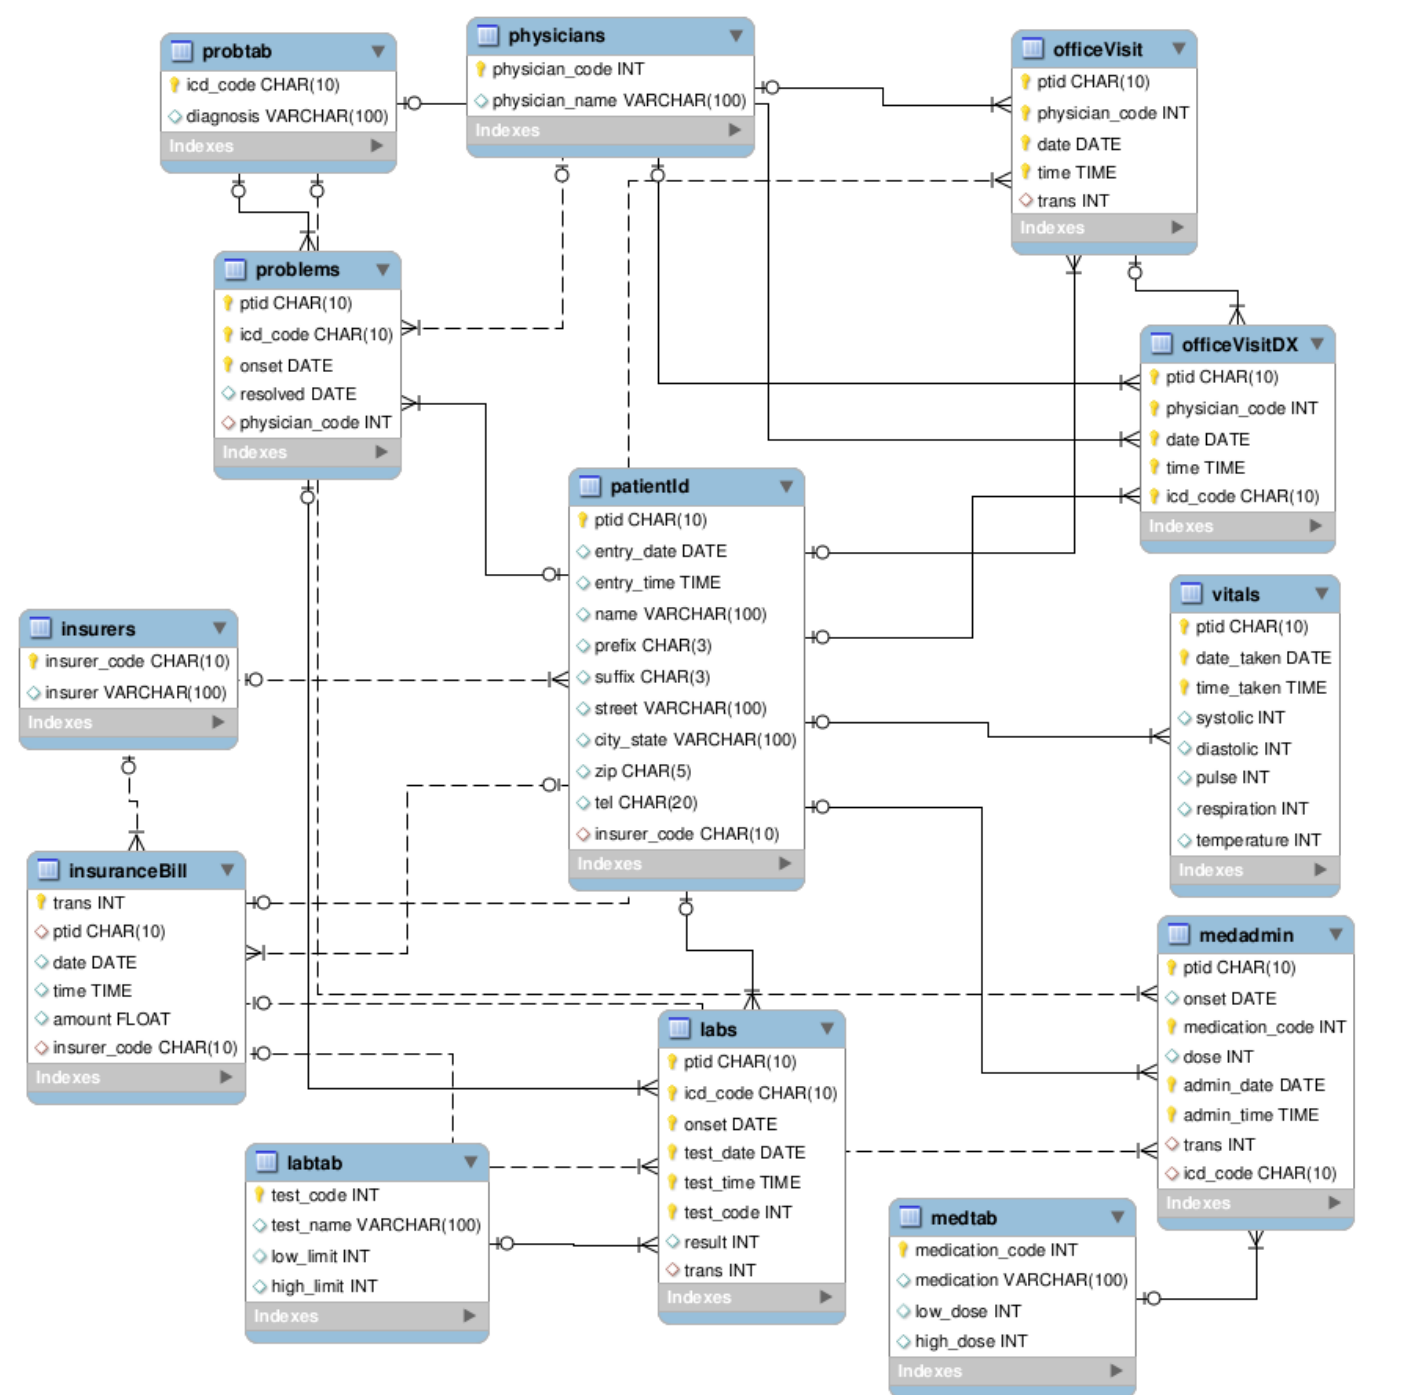 probtab
icd_code CHAR(10)
diagnosis VARCHAR(100)
Indexes
physicians
physician_code INT
physician_name VARCHAR(100)
Indexes
officeVisit
ptid CHAR(10)
physician_code INT
date DATE
time TIME
trans INT
Indexes
problems
ptid CHAR(10)
icd_code CHAR(10)
onset DATE
resolved DATE
physician_code INT
Indexes
officeVisitDX
ptid CHAR(10)
physician_code INT
date DATE
time TIME
icd_code CHAR(10)
Indexes
patientId
ptid CHAR(10)
entry_date DATE
entry_time TIME
name VARCHAR(100)
prefix CHAR(3)
suffix CHAR(3)
street VARCHAR(100)
city_state VARCHAR(100)
zip CHAR(5)
tel CHAR(20)
insurer_code CHAR(10)
Indexes
vitals
ptid CHAR(10)
date_taken DATE
time_taken TIME
systolic INT
diastolic INT
pulse INT
respiration INT
temperature INT
Indexes
insurers
insurer_code CHAR(10)
insurer VARCHAR(100)
Indexes
insuranceBill
trans INT
ptid CHAR(10)
date DATE
time TIME
amount FLOAT
insurer_code CHAR(10)
Indexes
medadmin
ptid CHAR(10)
onset DATE
medication_code INT
dose INT
admin_date DATE
admin_time TIME
trans INT
icd_code CHAR(10)
Indexes
labs
ptid CHAR(10)
icd_code CHAR(10)
onset DATE
test_date DATE
test_time TIME
test_code INT
result INT
trans INT
Indexes
labtab
test_code INT
test_name VARCHAR(100)
low_limit INT
high_limit INT
Indexes
medtab
medication_code INT
medication VARCHAR(100)
low_dose INT
high_dose INT
Indexes